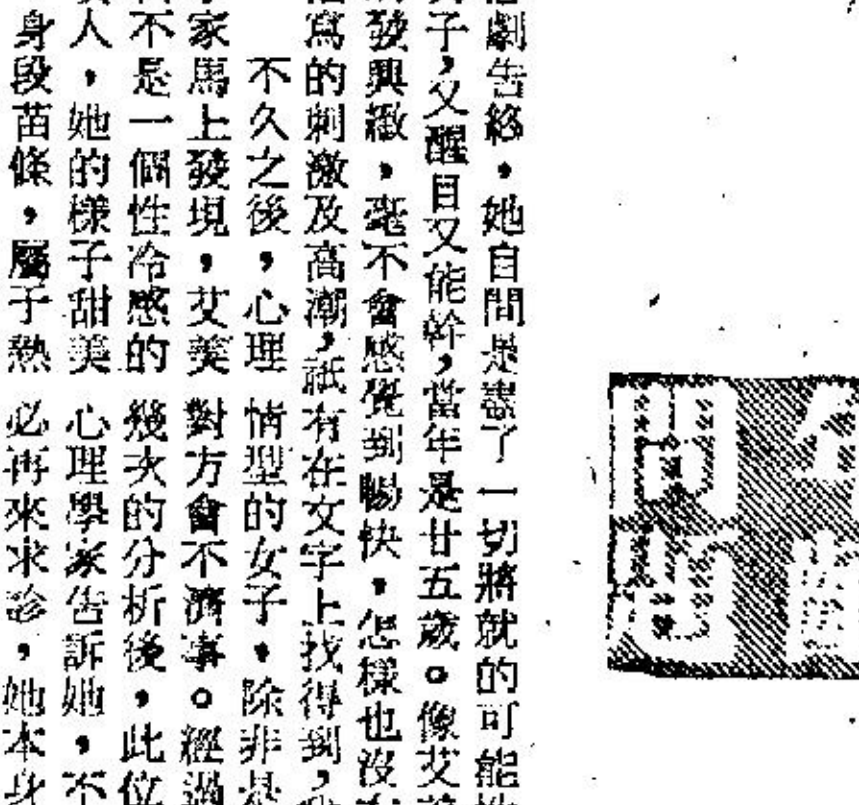 劇告終,她自問是盡了一切將就的可能
子,又醒目又能幹,當年是廿五歲。像艾
發興緻,毫不會感覺到暢快,怎樣也沒
寫的刺激及高潮,祇有在文字上找得到,
不久之後,心理
家馬上發現,艾美
不是一個性冷感的
人,她的樣子甜美
身段苗條,屬于熱
情型的女子,除非是
對方會不濟事。經過
幾次的分析後,此位
心理學家告訴她,不
必再來求診,她本身